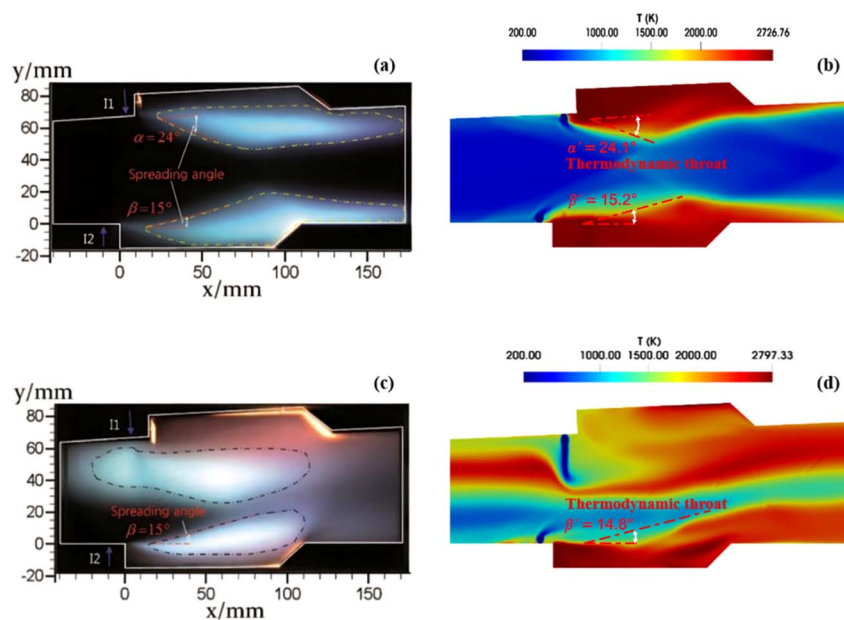 (a)
y/mm
80
60
40
20
0
-20
I1
α=24°
Spreading angle
β=15°
I2
0 50 100 150
x/mm
T (K)
200.00 1000.00 1500.00 2000.00 2726.76
(b)
α´=24.1°
Thermodynamic throat
β´=15.2°
(c)
y/mm
80
60
40
20
0
-20
I1
Spreading angle
β=15°
I2
0 50 100 150
x/mm
T (K)
200.00 1000.00 1500.00 2000.00 2797.33
(d)
Thermodynamic throat
β´=14.8°